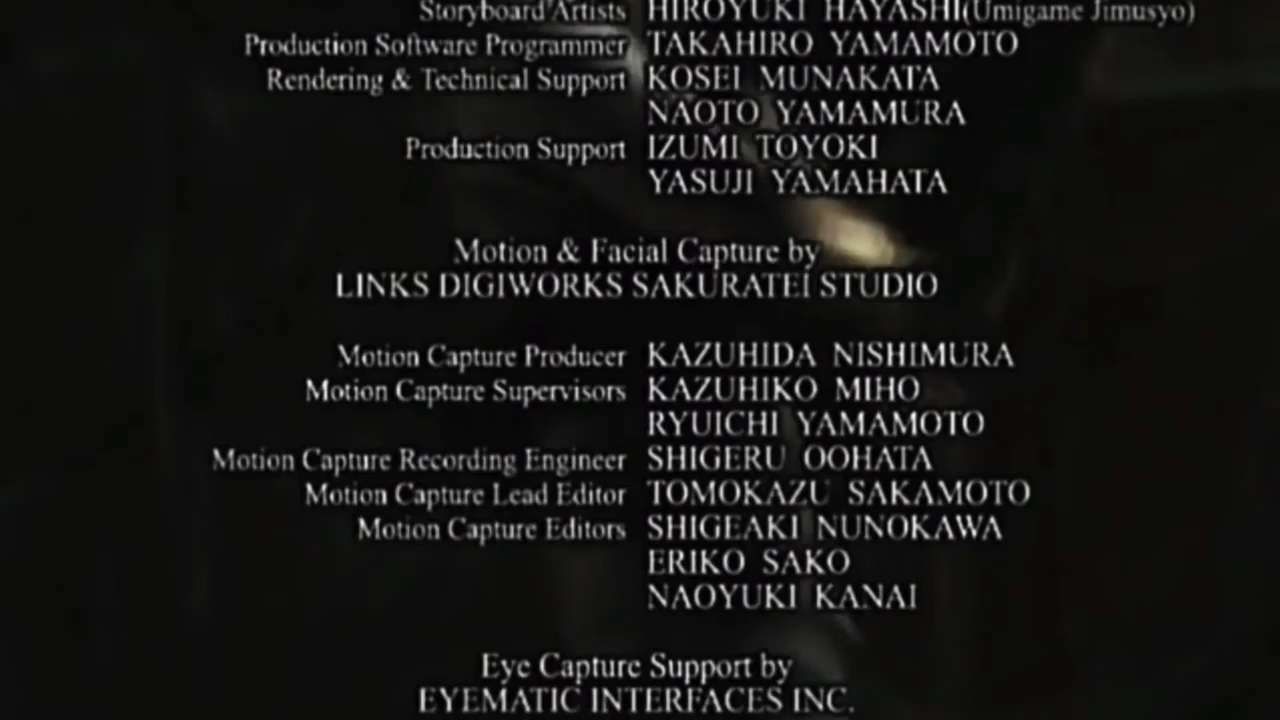 Storyboard Artists HIROYUKI HAYASHI(Umigame Jimusyo)
Production Software Programmer TAKAHIRO YAMAMOTO
Rendering & Technical Support KOSEI MUNAKATA
NAOTO YAMAMURA
Production Support IZUMI TOYOKI
YASUJI YAMAHATA
Motion & Facial Capture by
LINKS DIGIWORKS SAKURATEI STUDIO
Motion Capture Producer KAZUHIDA NISHIMURA
Motion Capture Supervisors KAZUHIKO MIHO
RYUICHI YAMAMOTO
Motion Capture Recording Engineer SHIGERU OOHATA
Motion Capture Lead Editor TOMOKAZU SAKAMOTO
Motion Capture Editors SHIGEAKI NUNOKAWA
ERIKO SAKO
NAOYUKI KANAI
Eye Capture Support by
EYEMATIC INTERFACES INC.